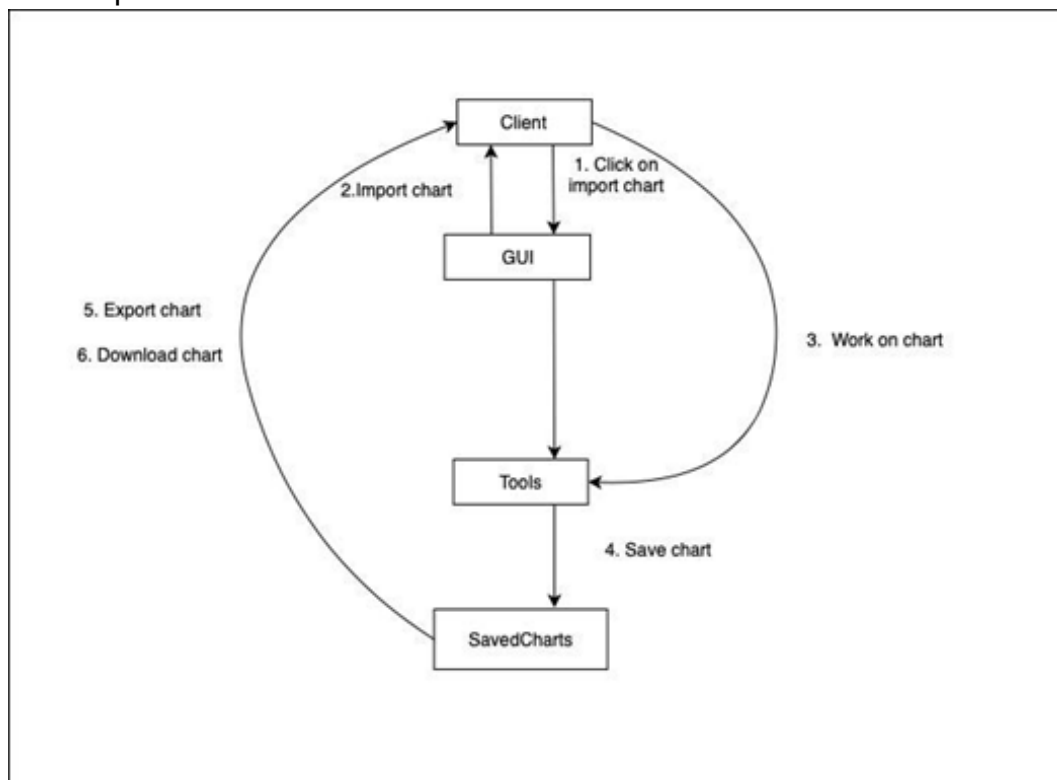 Client
1. Click on
import chart
2.Import chart
GUI
5. Export chart
3. Work on chart
6. Download chart
Tools
4. Save chart
SavedCharts